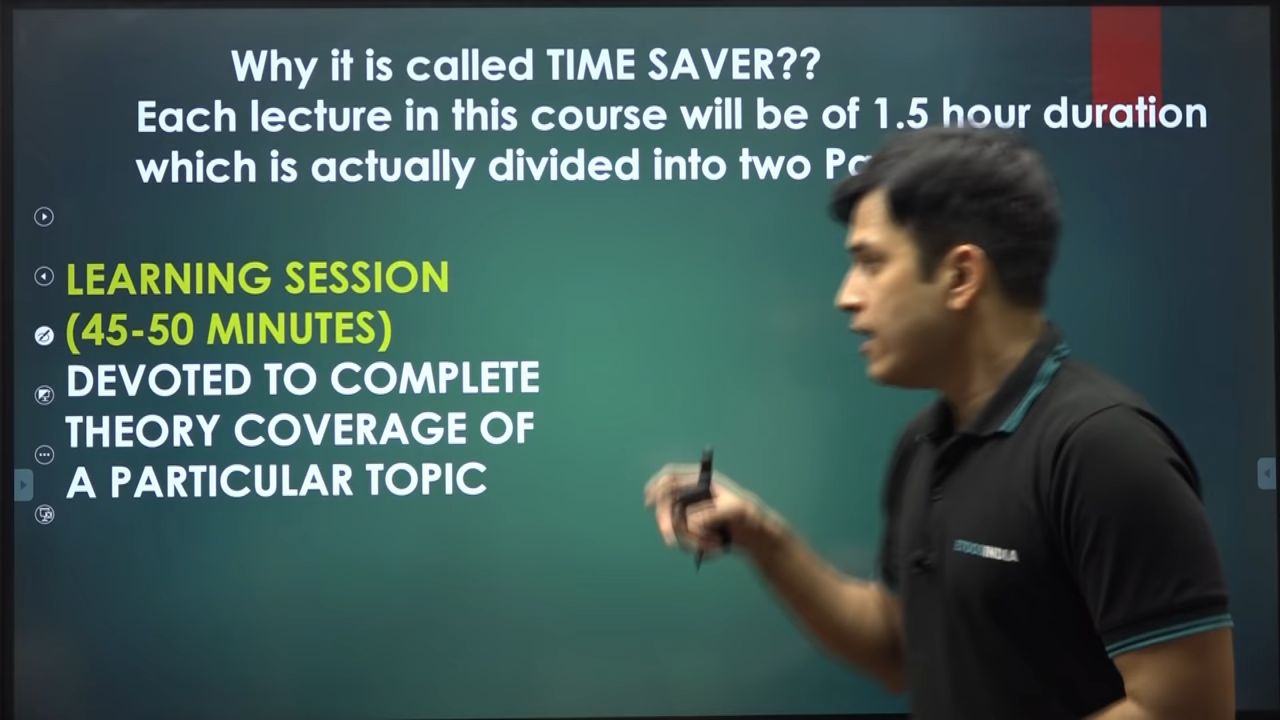 Why it is called TIME SAVER??
Each lecture in this course will be of 1.5 hour duration
which is actually divided into two
LEARNING SESSION
(45-50 MINUTES)
DEVOTED TO COMPLETE
THEORY COVERAGE OF
A PARTICULAR TOPIC